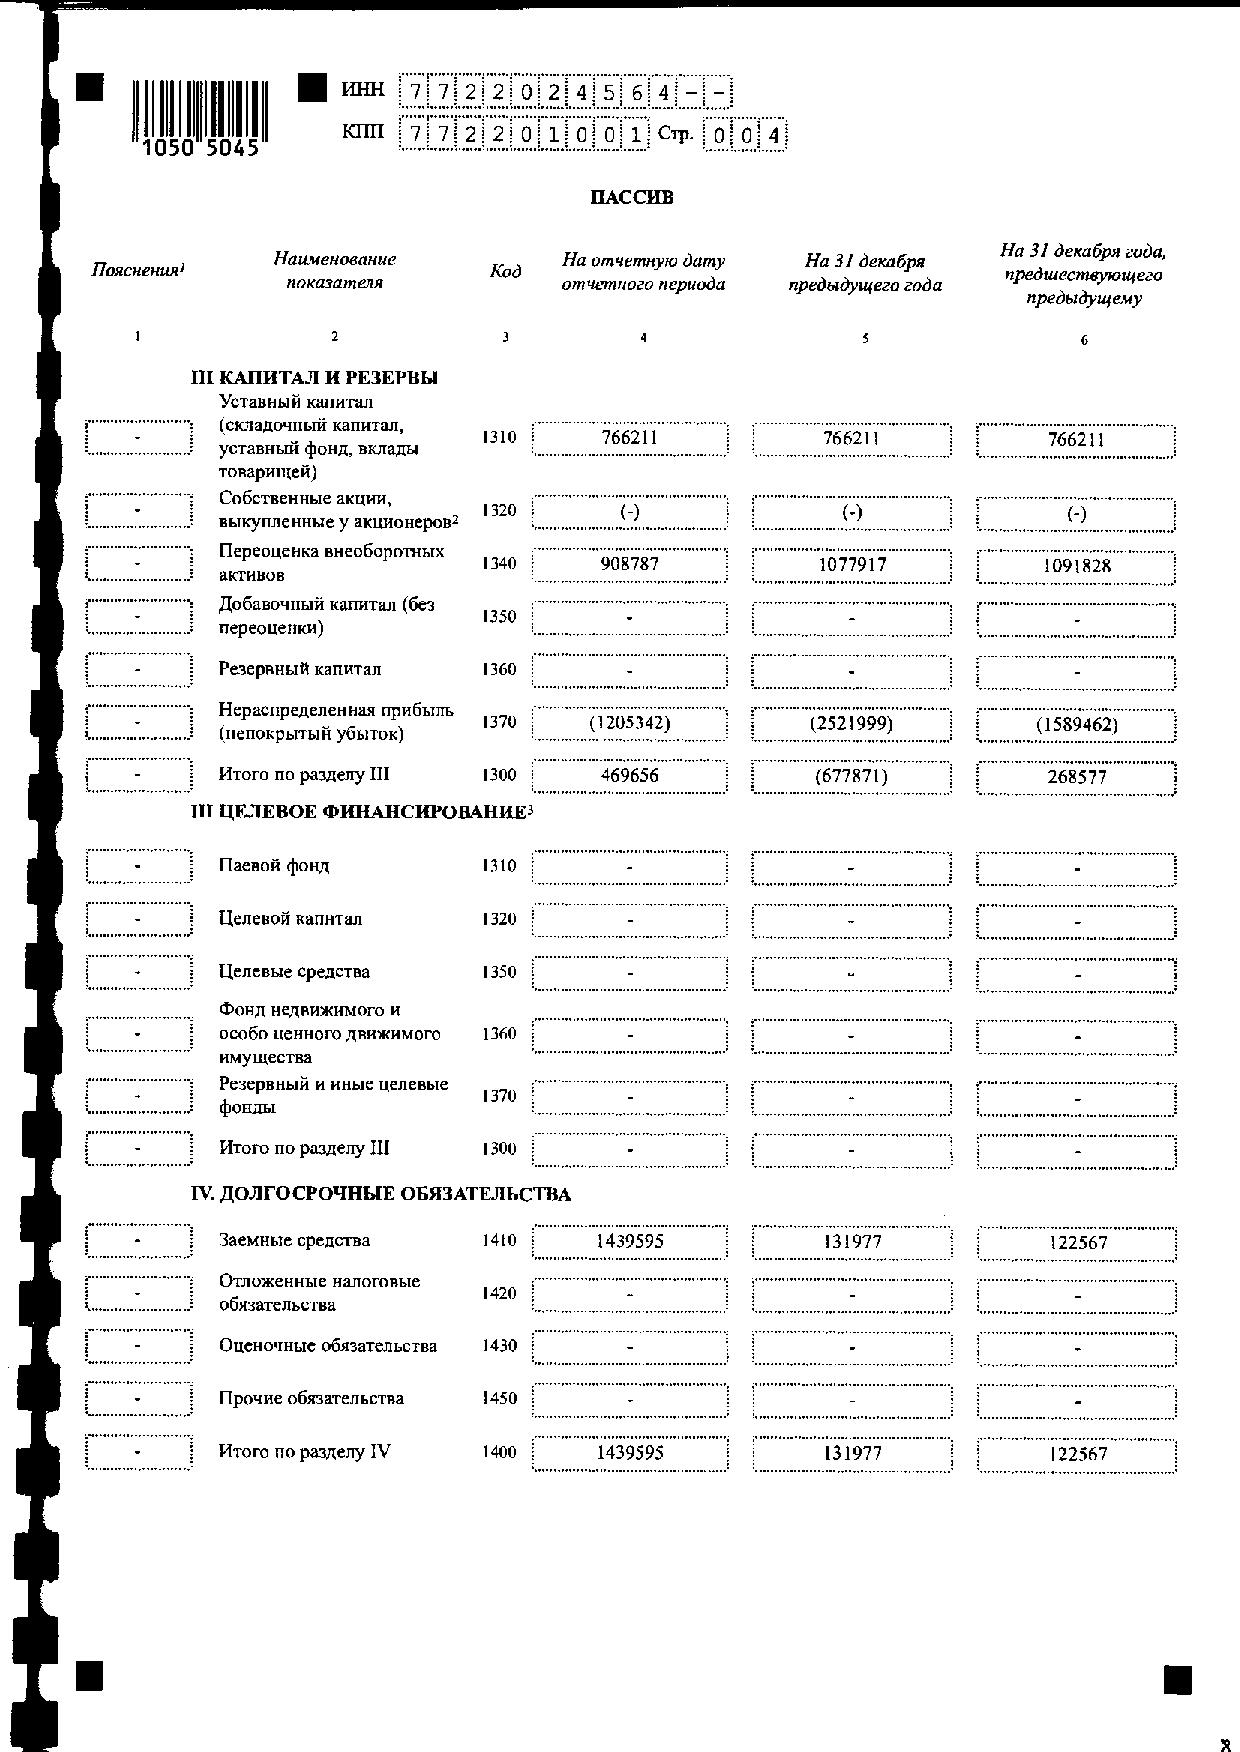 ИНН 7722024564--
КПП 772201001 Стр. 004
1050 5045
ПАССИВ
Пояснения¹ Наименование показателя Код На отчетную дату отчетного периода На 31 декабря предыдущего года На 31 декабря года, предшествующего предыдущему
1 2 3 4 5 6
III КАПИТАЛ И РЕЗЕРВЫ
Уставный капитал
(складочный капитал,
уставный фонд, вклады
товарищей)
- 1310 766211 766211 766211
Собственные акции,
выкупленные у акционеров²
- 1320 (-) (-) (-)
Переоценка внеоборотных
активов
- 1340 908787 1077917 1091828
Добавочный капитал (без
переоценки)
- 1350 - - -
- Резервный капитал 1360 - - -
Нераспределенная прибыль
(непокрытый убыток)
- 1370 (1205342) (2521999) (1589462)
- Итого по разделу III 1300 469656 (677871) 268577
III ЦЕЛЕВОЕ ФИНАНСИРОВАНИЕ³
- Паевой фонд 1310 - - -
- Целевой капитал 1320 - - -
- Целевые средства 1350 - - -
Фонд недвижимого и
особо ценного движимого
имущества
- 1360 - - -
Резервный и иные целевые
фонды
- 1370 - - -
- Итого по разделу III 1300 - - -
IV. ДОЛГОСРОЧНЫЕ ОБЯЗАТЕЛЬСТВА
- Заемные средства 1410 1439595 131977 122567
Отложенные налоговые
обязательства
- 1420 - - -
- Оценочные обязательства 1430 - - -
- Прочие обязательства 1450 - - -
- Итого по разделу IV 1400 1439595 131977 122567